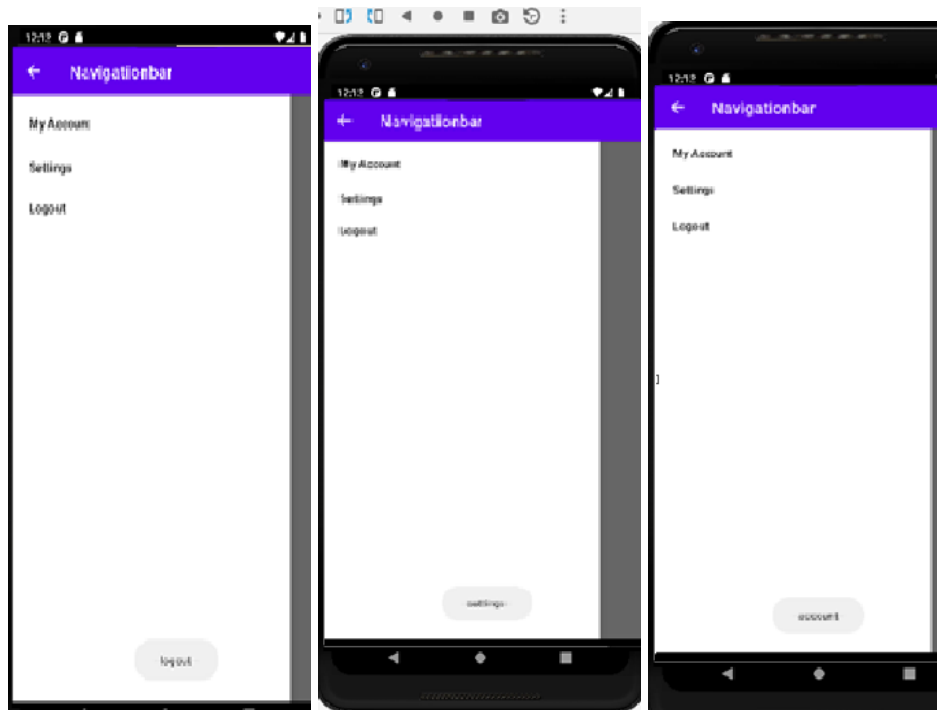 12:12
Navigationbar
My Account
Settings
Logout
logout
12:12
Navigationbar
My Account
Settings
Logout
settings
12:12
Navigationbar
My Account
Settings
Logout
account